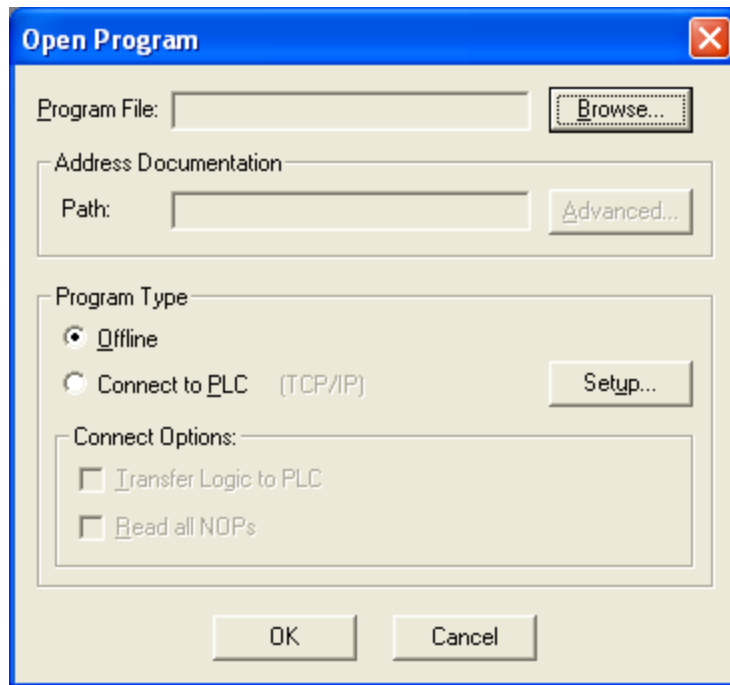 Open Program
Program File: Browse...
Address Documentation
Path: Advanced...
Program Type
Offline
Connect to PLC (TCP/IP) Setup...
Connect Options:
Transfer Logic to PLC
Read all NOPs
OK Cancel